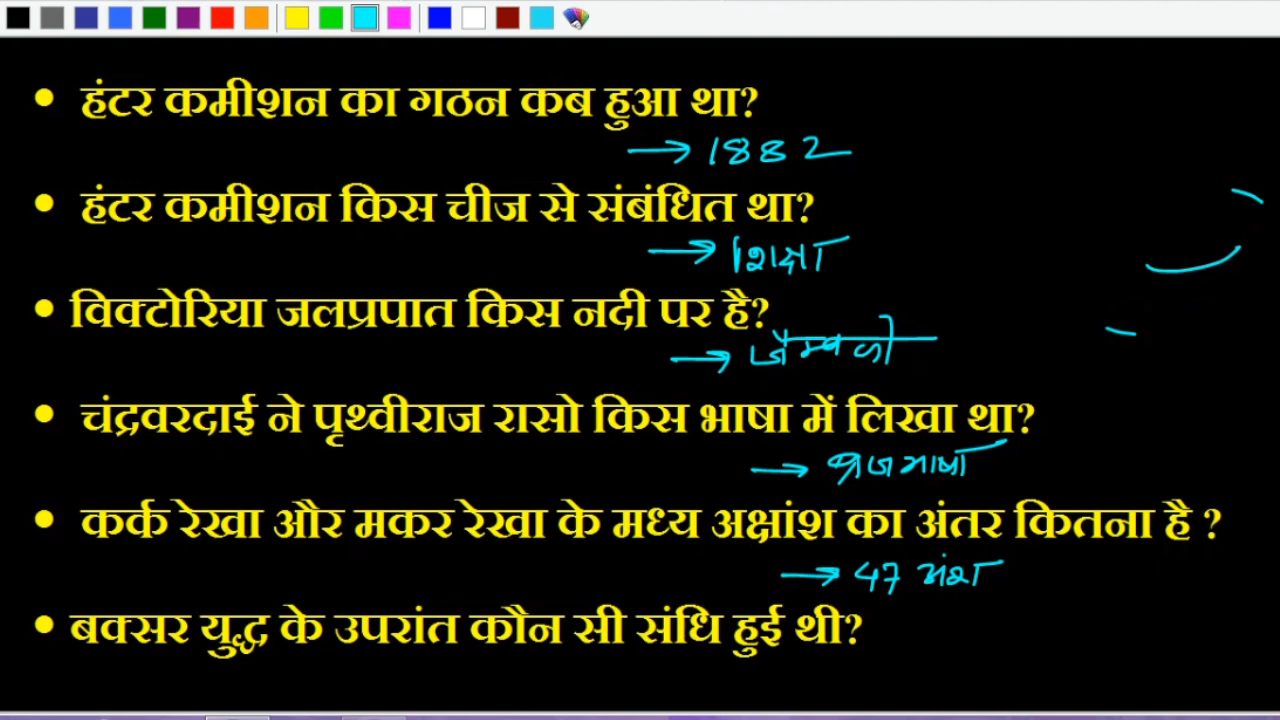 • हंटर कमीशन का गठन कब हुआ था?
→ 1882
• हंटर कमीशन किस चीज से संबंधित था?
→ शिक्षा
• विक्टोरिया जलप्रपात किस नदी पर है?
→
• चंद्रवरदाई ने पृथ्वीराज रासो किस भाषा में लिखा था?
→ ब्रजभाषा
• कर्क रेखा और मकर रेखा के मध्य अक्षांश का अंतर कितना है ?
→ 47 अंश
• बक्सर युद्ध के उपरांत कौन सी संधि हुई थी?